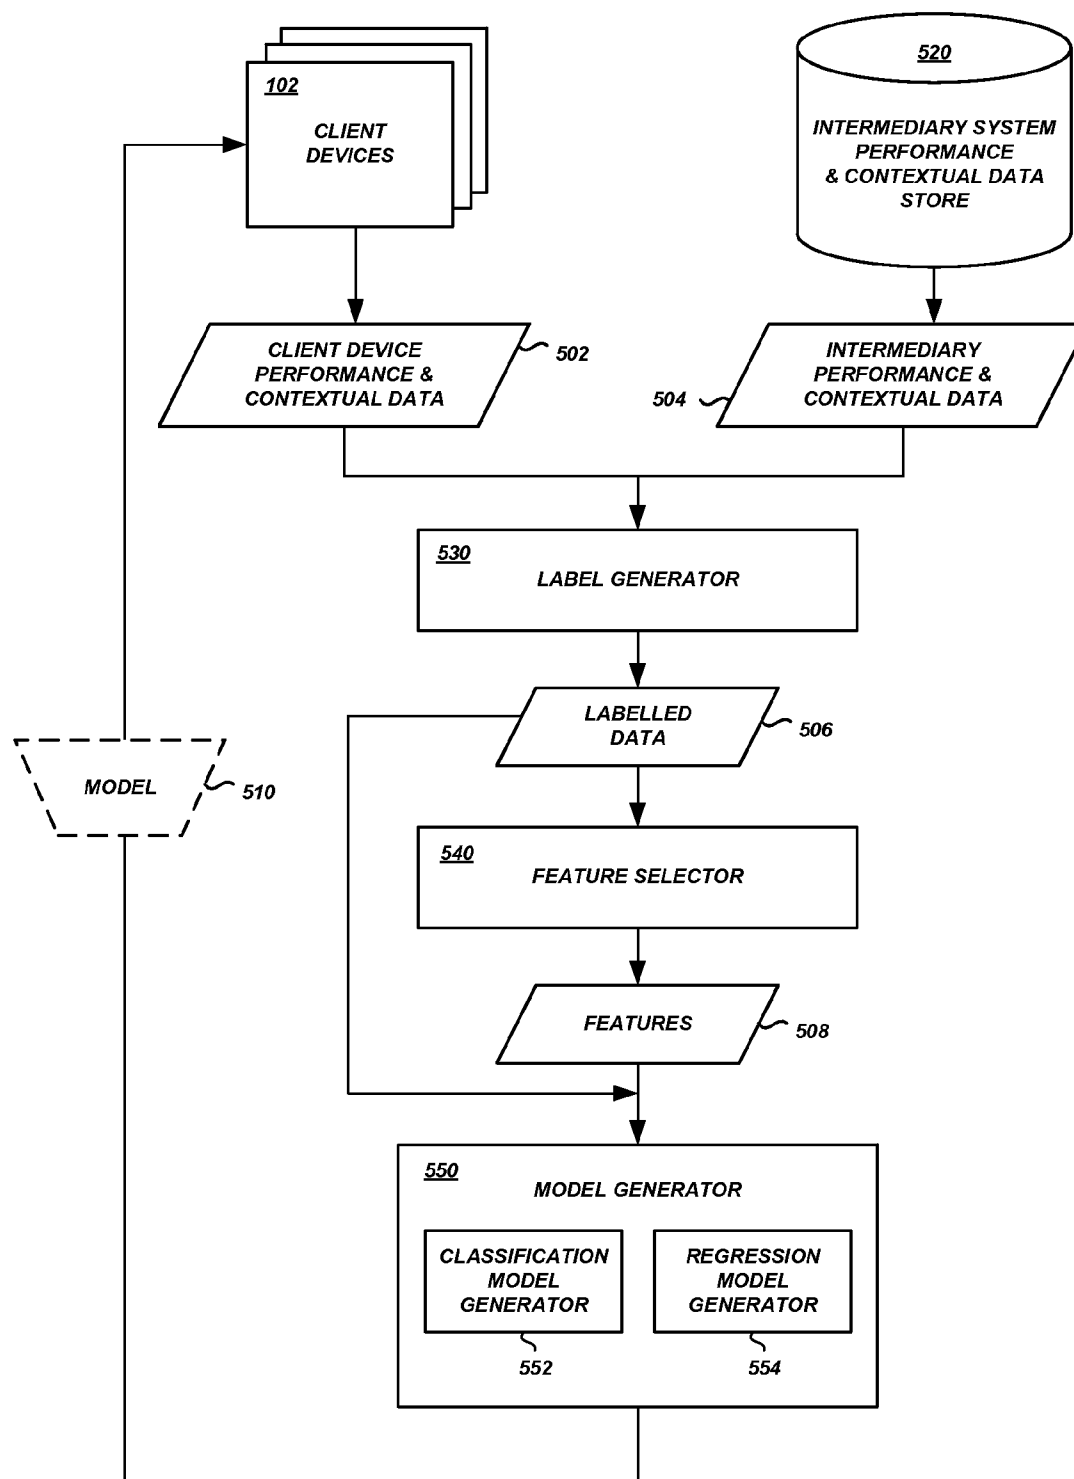 102
CLIENT
DEVICES
520
INTERMEDIARY SYSTEM
PERFORMANCE
& CONTEXTUAL DATA
STORE
CLIENT DEVICE
PERFORMANCE &
CONTEXTUAL DATA
502
INTERMEDIARY
PERFORMANCE &
CONTEXTUAL DATA
504
530
LABEL GENERATOR
LABELLED
DATA
506
MODEL
510
540
FEATURE SELECTOR
FEATURES
508
550
MODEL GENERATOR
CLASSIFICATION
MODEL
GENERATOR
552
REGRESSION
MODEL
GENERATOR
554